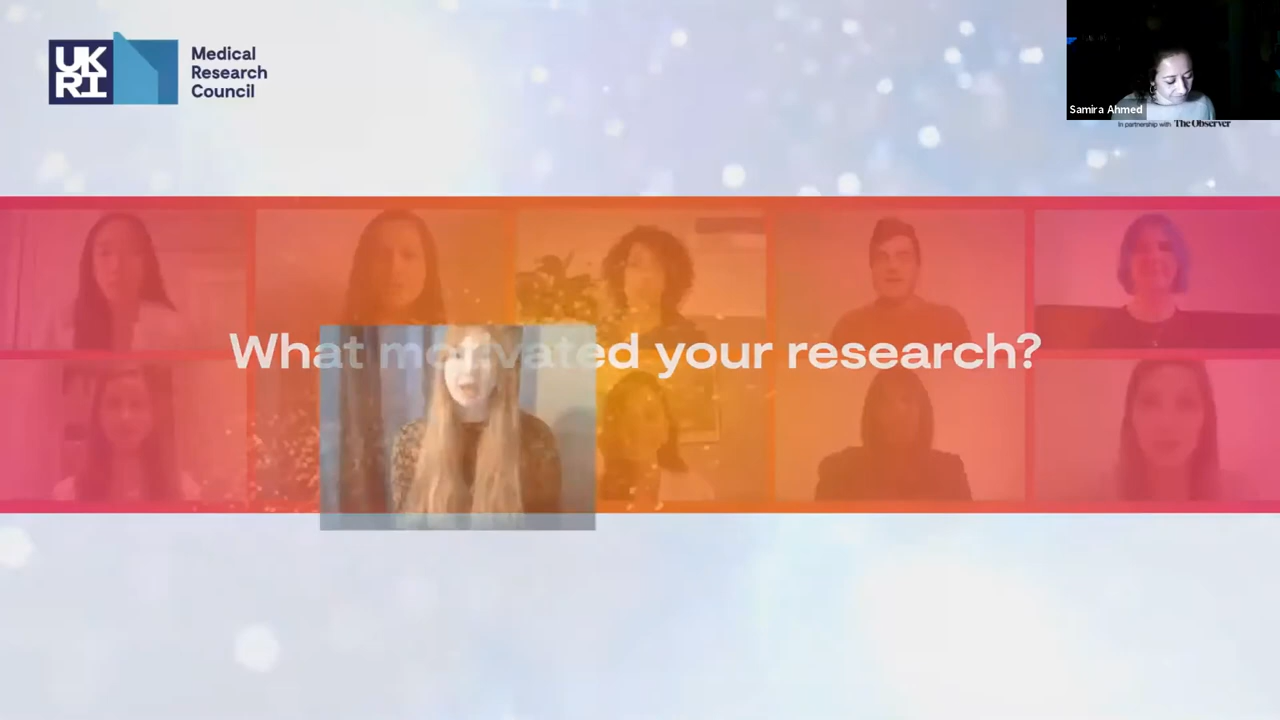 UK
RI
Medical
Research
Council
Samira Ahmed
In partnership with The Observer
What motivated your research?